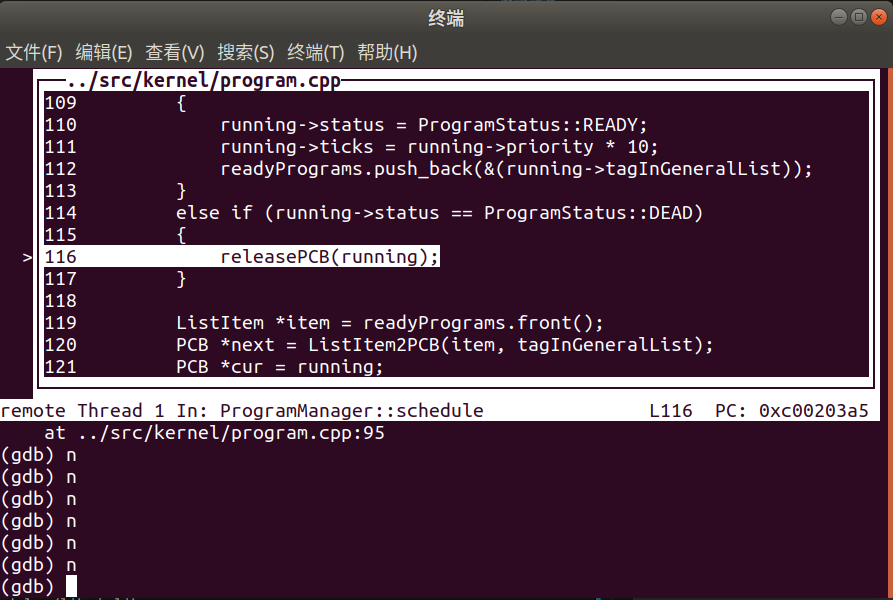 终端
文件(F) 编辑(E) 查看(V) 搜索(S) 终端(T) 帮助(H)
../src/kernel/program.cpp
109         {
110             running->status = ProgramStatus::READY;
111             running->ticks = running->priority * 10;
112             readyPrograms.push_back(&(running->tagInGeneralList));
113         }
114         else if (running->status == ProgramStatus::DEAD)
115         {
>116             releasePCB(running);
117         }
118
119         ListItem *item = readyPrograms.front();
120         PCB *next = ListItem2PCB(item, tagInGeneralList);
121         PCB *cur = running;
remote Thread 1 In: ProgramManager::schedule L116 PC: 0xc00203a5
    at ../src/kernel/program.cpp:95
(gdb) n
(gdb) n
(gdb) n
(gdb) n
(gdb) n
(gdb) n
(gdb)